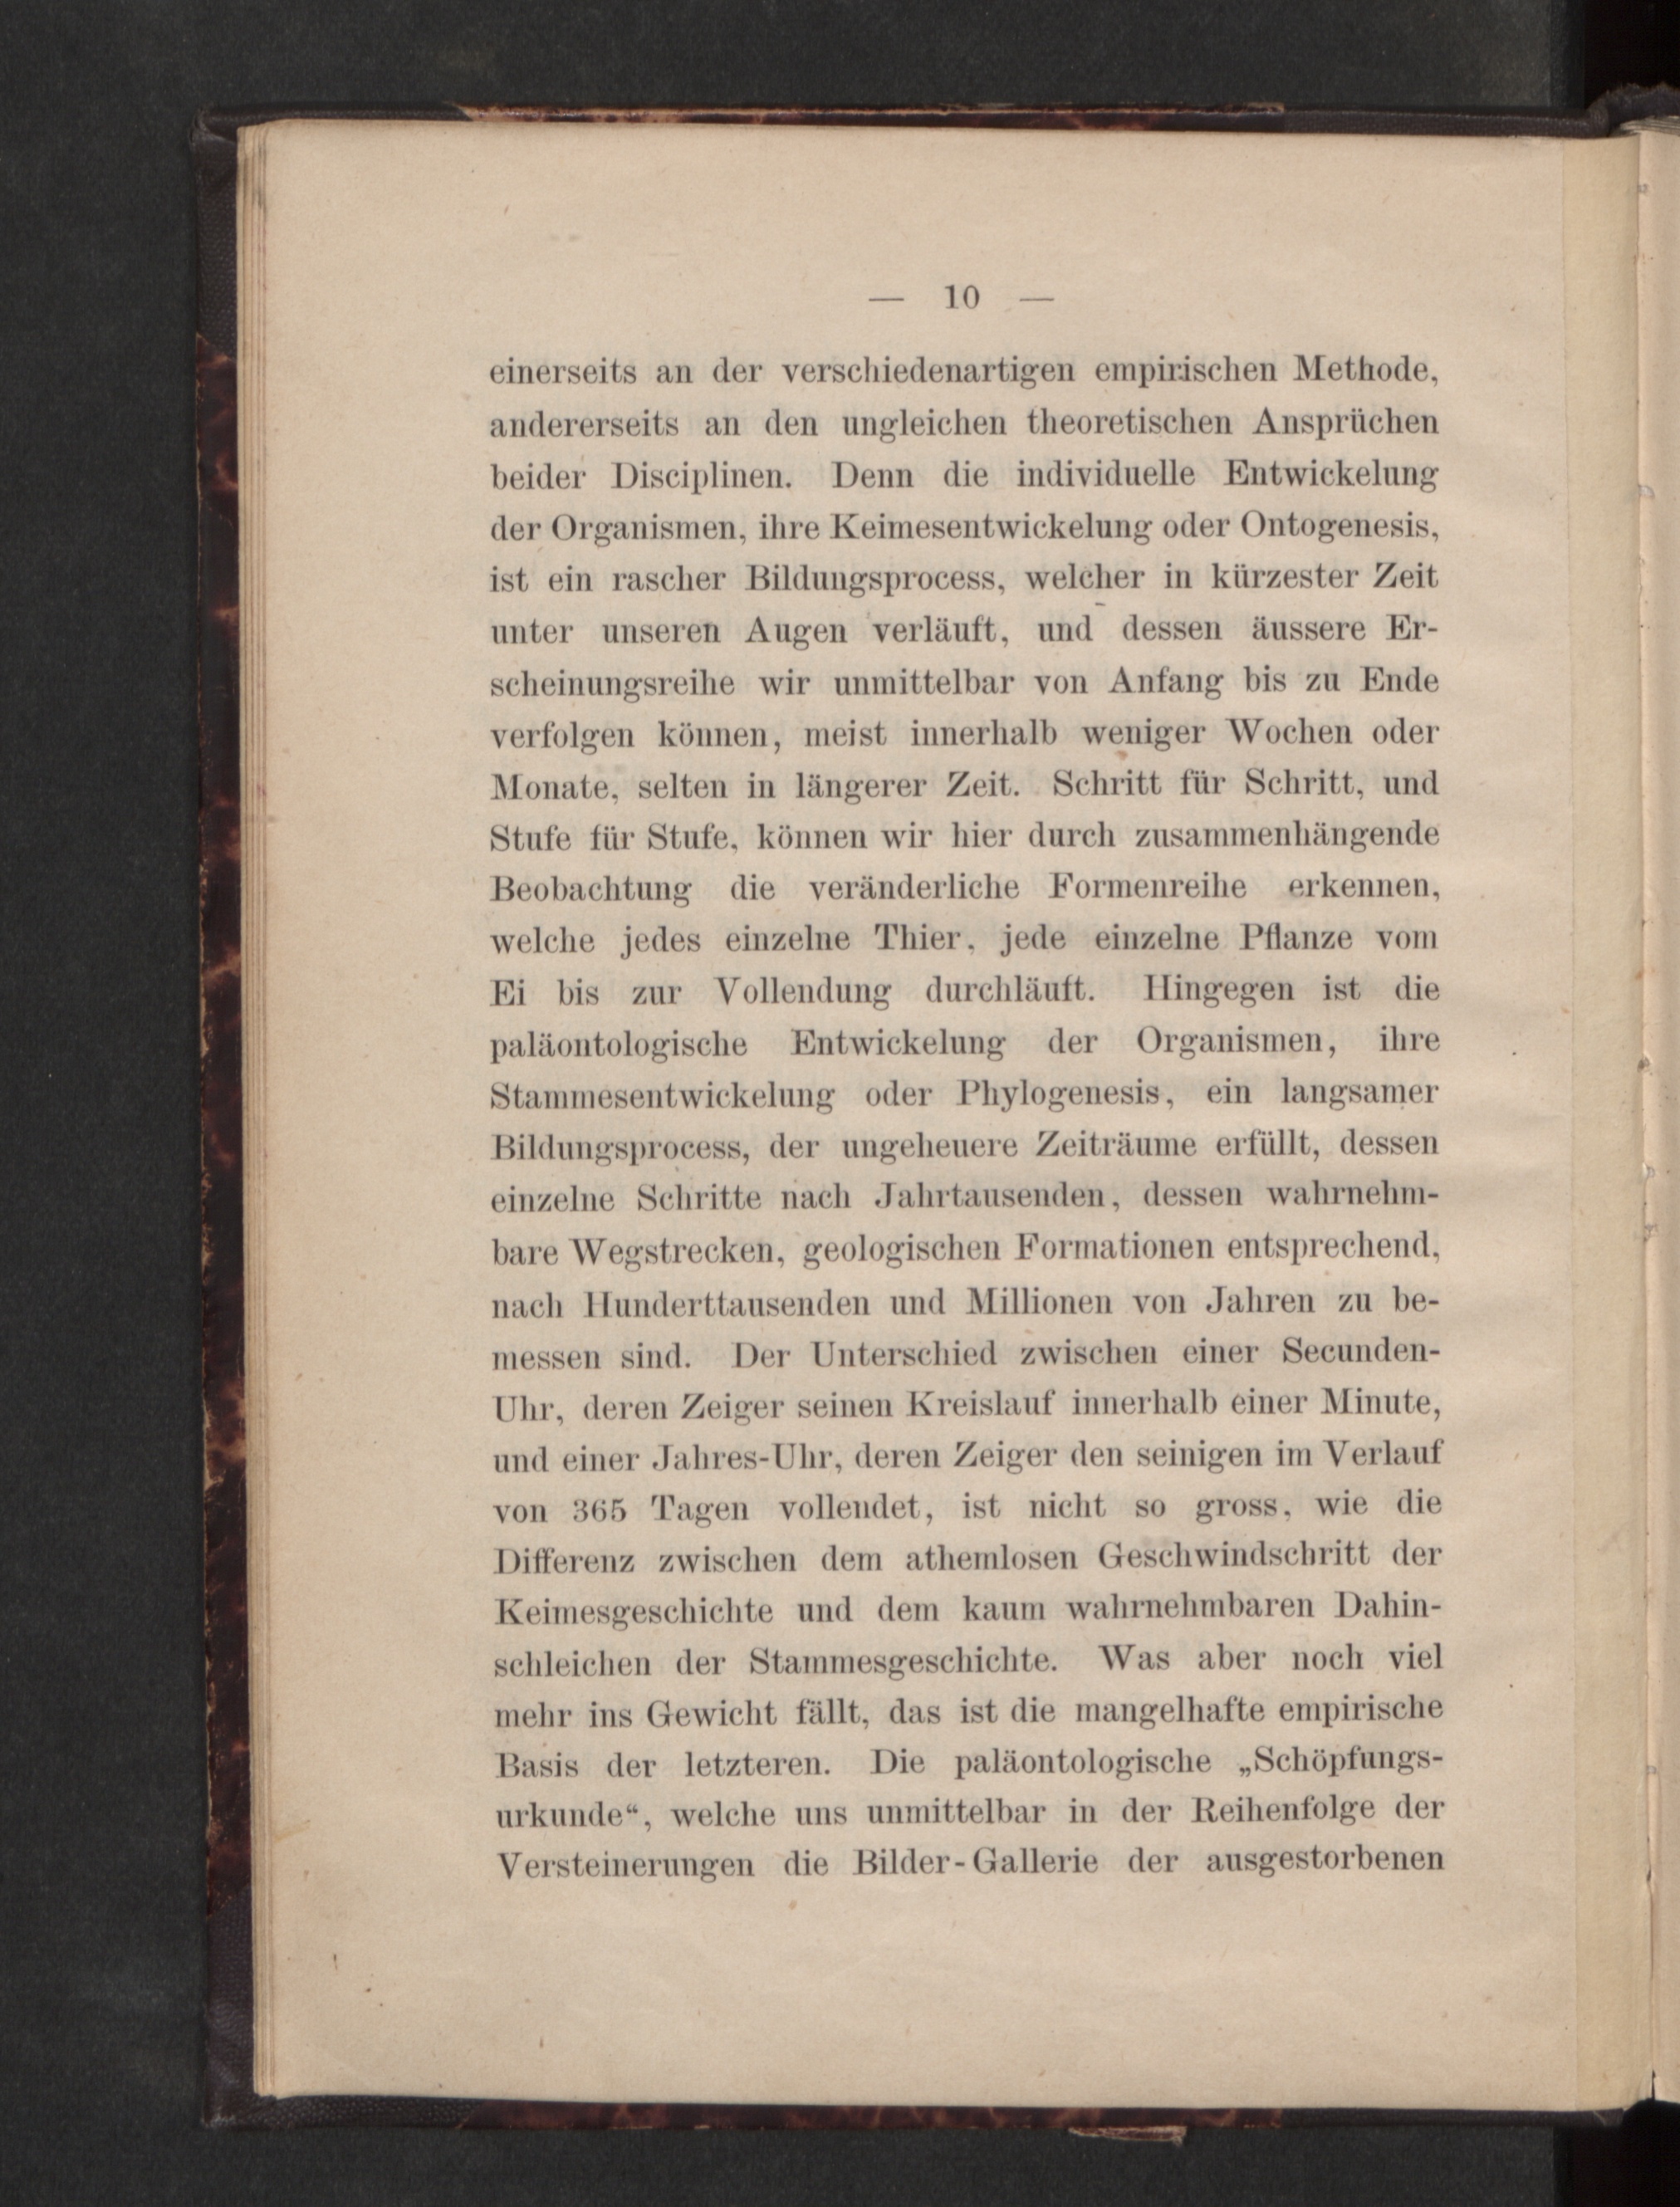 — 10 —
einerseits an der verschiedenartigen empirischen Methode,
andererseits an den ungleichen theoretischen Ansprüchen
beider Disciplinen. Denn die individuelle Entwickelung
der Organismen, ihre Keimesentwickelung oder Ontogenesis,
ist ein rascher Bildungsprocess, welcher in kürzester Zeit
unter unseren Augen verläuft, und dessen äussere Er-
scheinungsreihe wir unmittelbar von Anfang bis zu Ende
verfolgen können, meist innerhalb weniger Wochen oder
Monate, selten in längerer Zeit. Schritt für Schritt, und
Stufe für Stufe, können wir hier durch zusammenhängende
Beobachtung die veränderliche Formenreihe erkennen,
welche jedes einzelne Thier, jede einzelne Pflanze vom
Ei bis zur Vollendung durchläuft. Hingegen ist die
paläontologische Entwickelung der Organismen, ihre
Stammesentwickelung oder Phylogenesis, ein langsamer
Bildungsprocess, der ungeheuere Zeiträume erfüllt, dessen
einzelne Schritte nach Jahrtausenden, dessen wahrnehm-
bare Wegstrecken, geologischen Formationen entsprechend,
nach Hunderttausenden und Millionen von Jahren zu be-
messen sind. Der Unterschied zwischen einer Secunden-
Uhr, deren Zeiger seinen Kreislauf innerhalb einer Minute,
und einer Jahres-Uhr, deren Zeiger den seinigen im Verlauf
von 365 Tagen vollendet, ist nicht so gross, wie die
Differenz zwischen dem athemlosen Geschwindschritt der
Keimesgeschichte und dem kaum wahrnehmbaren Dahin-
schleichen der Stammesgeschichte. Was aber noch viel
mehr ins Gewicht fällt, das ist die mangelhafte empirische
Basis der letzteren. Die paläontologische „Schöpfungs-
urkunde“, welche uns unmittelbar in der Reihenfolge der
Versteinerungen die Bilder-Gallerie der ausgestorbenen